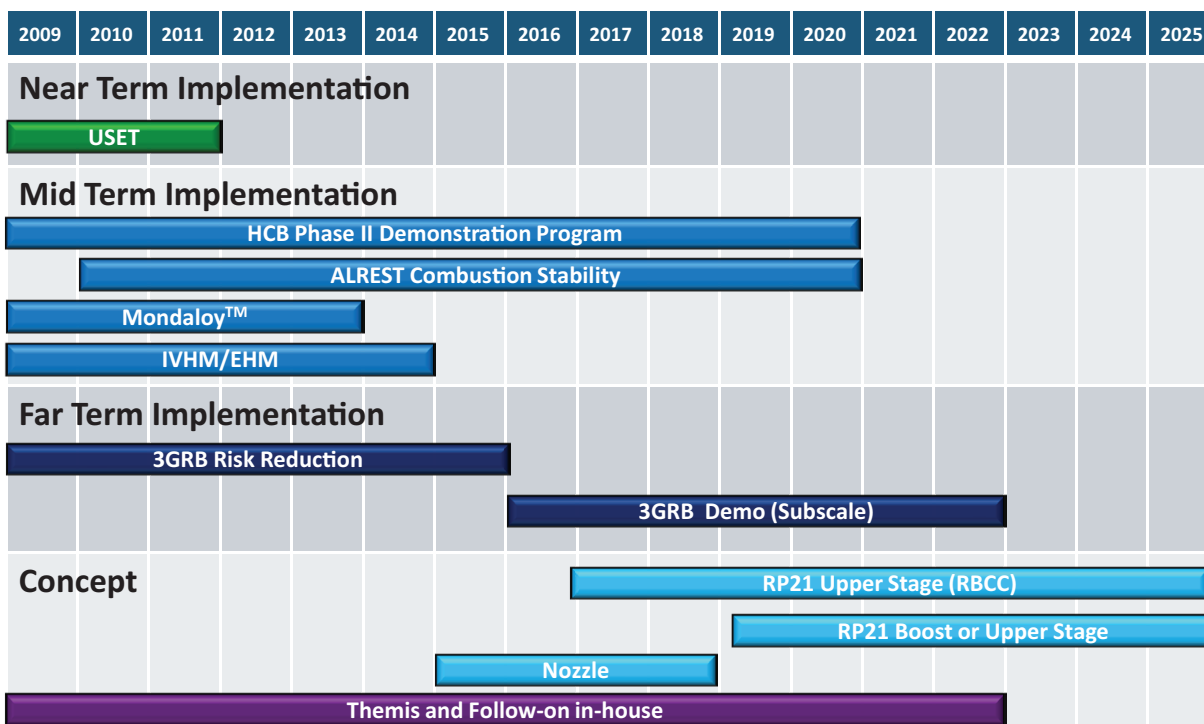 2009 2010 2011 2012 2013 2014 2015 2016 2017 2018 2019 2020 2021 2022 2023 2024 2025
Near Term Implementation
USET
Mid Term Implementation
HCB Phase II Demonstration Program
ALREST Combustion Stability
Mondaloy™
IVHM/EHM
Far Term Implementation
3GRB Risk Reduction
3GRB Demo (Subscale)
Concept
RP21 Upper Stage (RBCC)
RP21 Boost or Upper Stage
Nozzle
Themis and Follow-on in-house